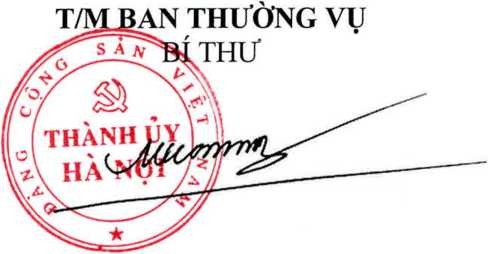 T/M BAN THƯỜNG VỤ
BÍ THƯ
ĐẢNG CỘNG SẢN VIỆT NAM
THÀNH ỦY
HÀ NỘI